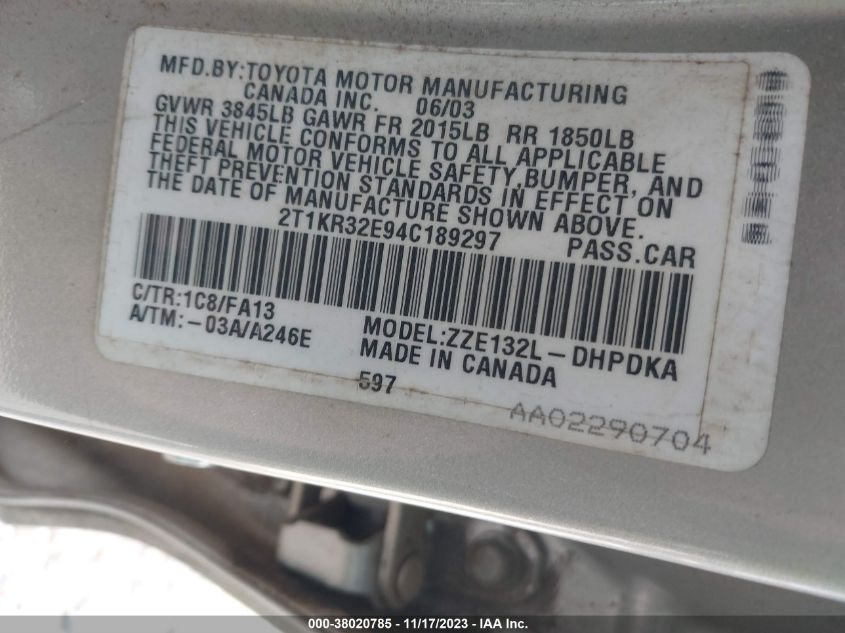 MFD.BY:TOYOTA MOTOR MANUFACTURING
CANADA INC. 06/03
GVWR 3845LB GAWR FR 2015LB RR 1850LB
THIS VEHICLE CONFORMS TO ALL APPLICABLE
FEDERAL MOTOR VEHICLE SAFETY,BUMPER, AND
THEFT PREVENTION STANDARDS IN EFFECT ON
THE DATE OF MANUFACTURE SHOWN ABOVE.
2T1KR32E94C189297 PASS.CAR
C/TR:1C8/FA13
A/TM:-03A/A246E
MODEL:ZZE132L-DHPDKA
MADE IN CANADA
597
AA02290704
000-38020785 - 11/17/2023 - IAA Inc.